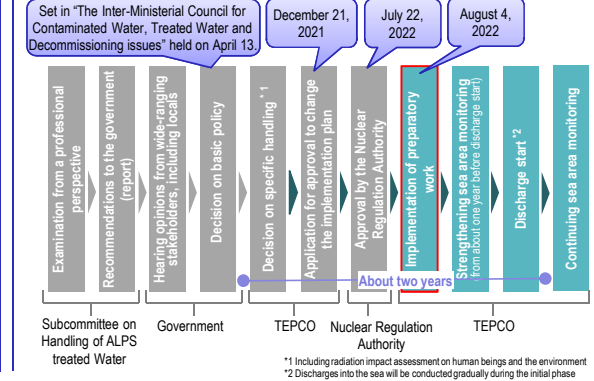 Set in “The Inter-Ministerial Council for
Contaminated Water, Treated Water and
Decommissioning issues” held on April 13.
December 21,
2021
July 22,
2022
August 4,
2022
Examination from a professional
perspective
Recommendations to the government
(report)
Hearing opinions from wide-ranging
stakeholders, including locals
Decision on basic policy
Decision on specific handling *1
Application for approval to change
the implementation plan
Approval by the Nuclear
Regulation Authority
Implementation of preparatory
work
Strengthening sea area monitoring
(from about one year before discharge start)
Discharge start *2
Continuing sea area monitoring
About two years
Subcommittee on
Handling of ALPS
treated Water
Government
TEPCO
Nuclear Regulation
Authority
TEPCO
*1 Including radiation impact assessment on human beings and the environment
*2 Discharges into the sea will be conducted gradually during the initial phase